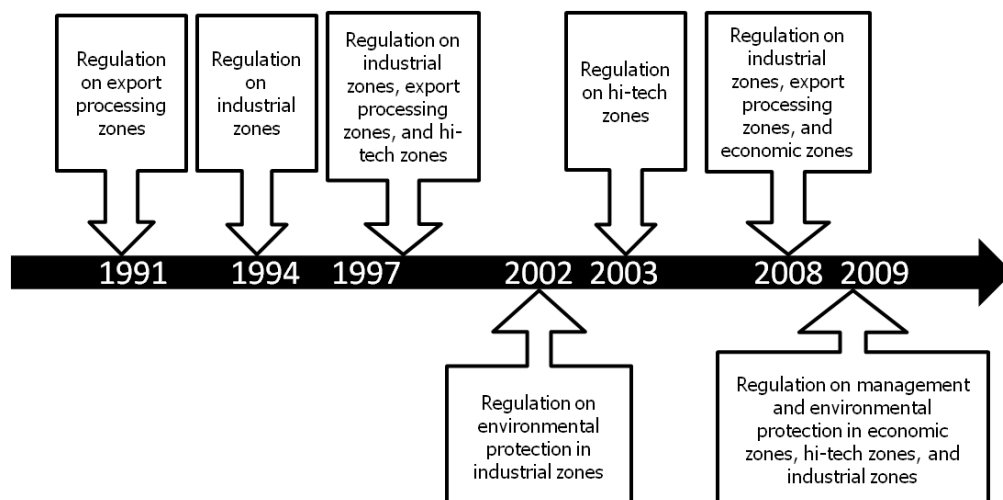 Regulation
on export
processing
zones
Regulation
on
industrial
zones
Regulation on
industrial
zones, export
processing
zones, and hi-
tech zones
Regulation
on hi-tech
zones
Regulation on
industrial
zones, export
processing
zones, and
economic zones
1991 1994 1997 2002 2003 2008 2009
Regulation on
environmental
protection in
industrial zones
Regulation on management
and environmental
protection in economic
zones, hi-tech zones, and
industrial zones